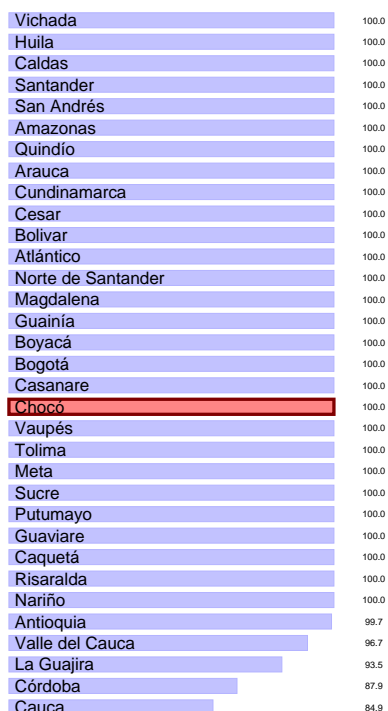 Vichada 100.0
Huila 100.0
Caldas 100.0
Santander 100.0
San Andrés 100.0
Amazonas 100.0
Quindío 100.0
Arauca 100.0
Cundinamarca 100.0
Cesar 100.0
Bolivar 100.0
Atlántico 100.0
Norte de Santander 100.0
Magdalena 100.0
Guainía 100.0
Boyacá 100.0
Bogotá 100.0
Casanare 100.0
Chocó 100.0
Vaupés 100.0
Tolima 100.0
Meta 100.0
Sucre 100.0
Putumayo 100.0
Guaviare 100.0
Caquetá 100.0
Risaralda 100.0
Nariño 100.0
Antioquia 99.7
Valle del Cauca 96.7
La Guajira 93.5
Córdoba 87.9
Cauca 84.9